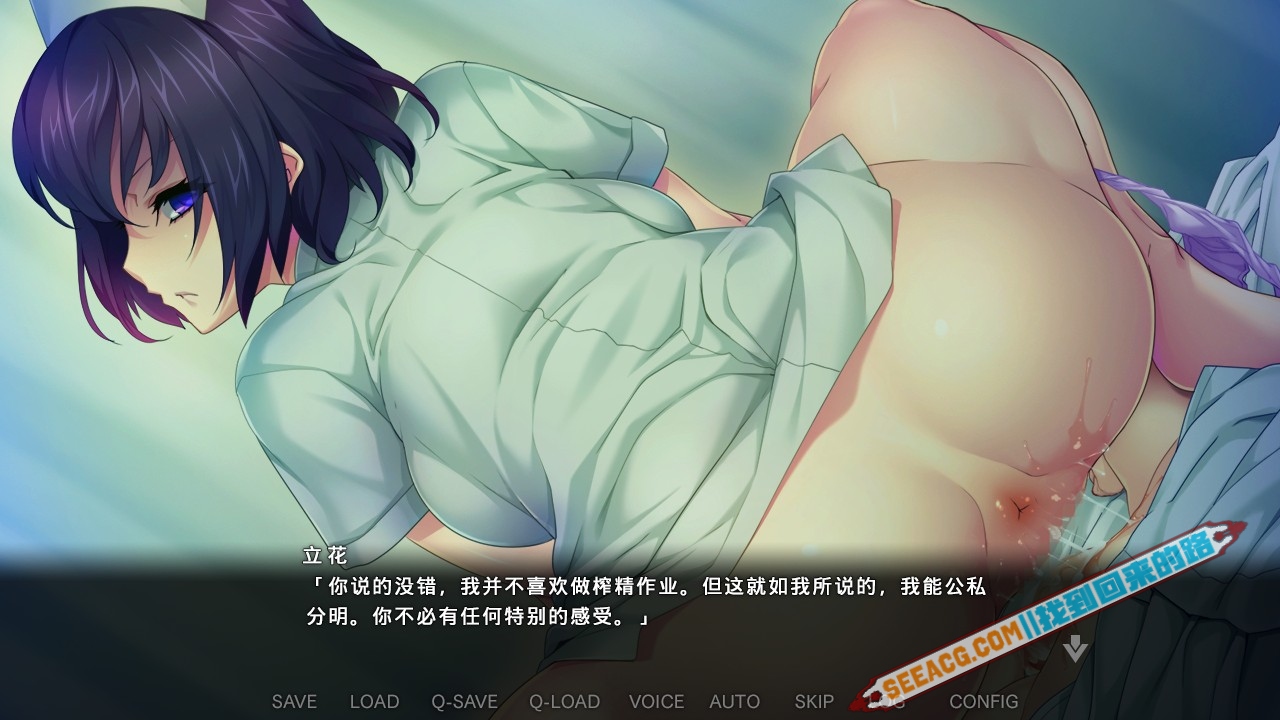 立花
「你说的没错，我并不喜欢做榨精作业。但这就如我所说的，我能公私
分明。你不必有任何特别的感受。」
SEEACG.COM||找到回来的路
SAVE LOAD Q-SAVE Q-LOAD VOICE AUTO SKIP LOG CONFIG